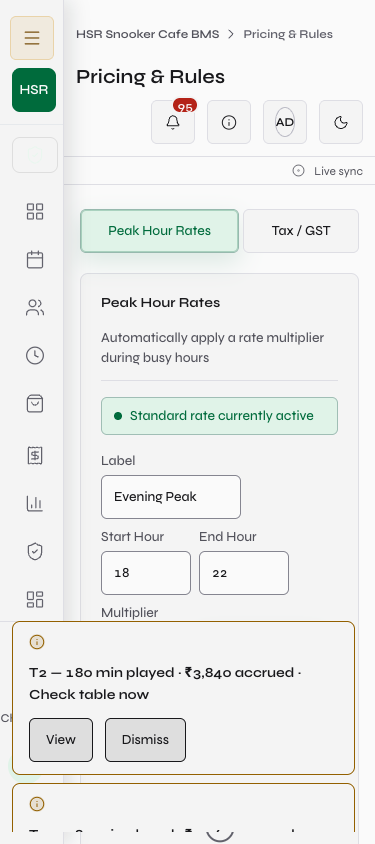 HSR Snooker Cafe BMS > Pricing & Rules
HSR
Pricing & Rules
95
AD
Live sync
Peak Hour Rates
Tax / GST
Peak Hour Rates
Automatically apply a rate multiplier
during busy hours
Standard rate currently active
Label
Evening Peak
Start Hour
End Hour
18
22
Multiplier
T2 — 180 min played · ₹3,840 accrued ·
Check table now
View
Dismiss